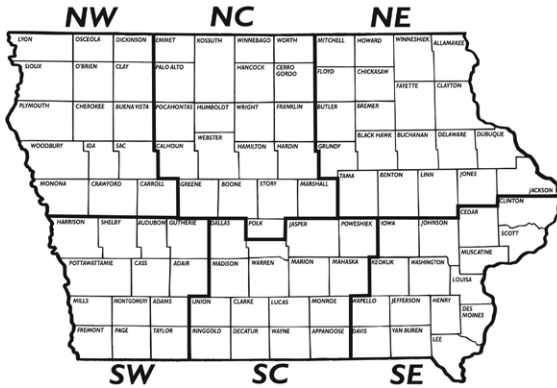 NW NC NE
LYON OSCEOLA DICKINSON EMMET KOSSUTH WINNEBAGO WORTH MITCHELL HOWARD WINNESHIEK ALLAMAKEE
SIOUX O'BRIEN CLAY PALO ALTO HANCOCK CERRO GORDO FLOYD CHICKASAW
FAYETTE CLAYTON
PLYMOUTH CHEROKEE BUENA VISTA POCAHONTAS HUMBOLDT WRIGHT FRANKLIN BUTLER BREMER
WOODBURY IDA SAC CALHOUN WEBSTER HAMILTON HARDIN GRUNDY BLACK HAWK BUCHANAN DELAWARE DUBUQUE
MONONA CRAWFORD CARROLL GREENE BOONE STORY MARSHALL TAMA BENTON LINN JONES JACKSON
HARRISON SHELBY AUDUBON GUTHERIE DALLAS POLK JASPER POWESHIEK IOWA JOHNSON CEDAR CLINTON
SCOTT
POTTAWATTAMIE CASS ADAIR MADISON WARREN MARION MAHASKA KEOKUK WASHINGTON MUSCATINE
LOUISA
MILLS MONTGOMERY ADAMS UNION CLARKE LUCAS MONROE WAPELLO JEFFERSON HENRY DES MOINES
FREMONT PAGE TAYLOR RINGGOLD DECATUR WAYNE APPANOOSE DAVIS VAN BUREN LEE
SW SC SE